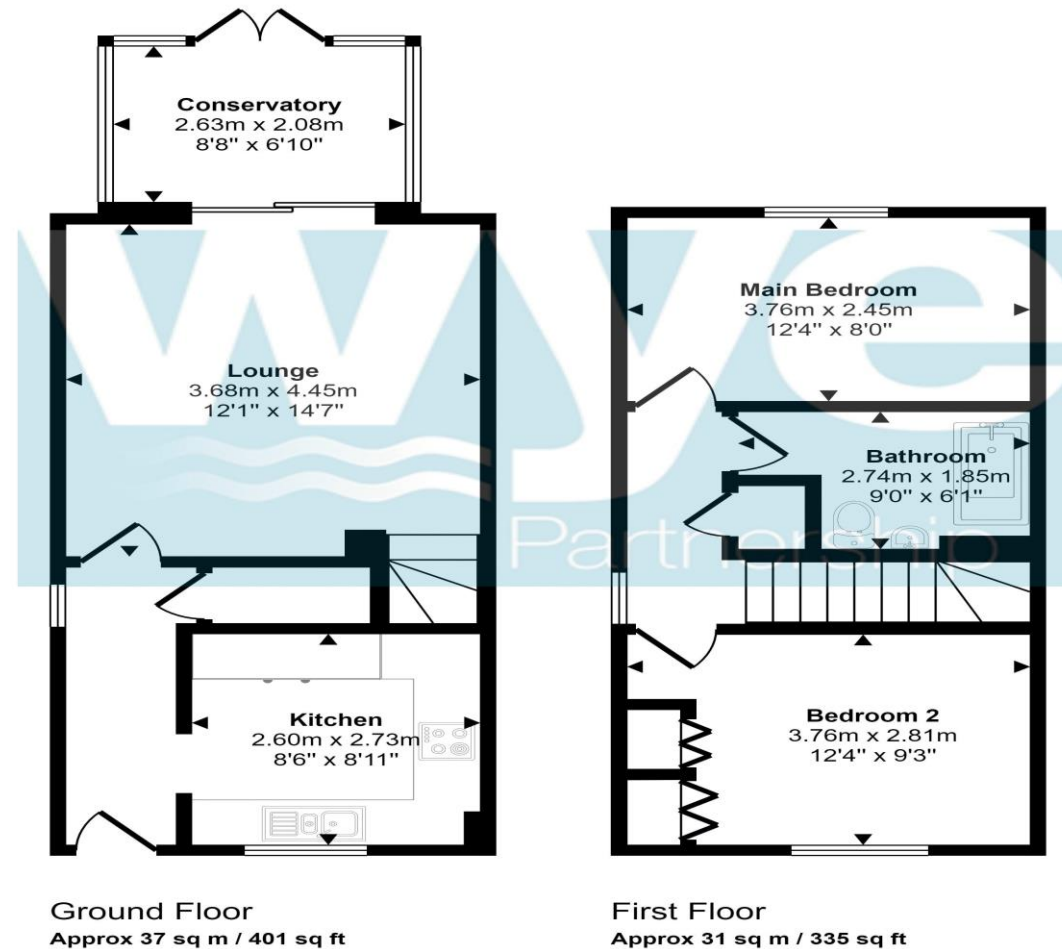 Conservatory
2.63m x 2.08m
8'8" x 6'10"
wye
Partnership
Lounge
3.68m x 4.45m
12'1" x 14'7"
Kitchen
2.60m x 2.73m
8'6" x 8'11"
Main Bedroom
3.76m x 2.45m
12'4" x 8'0"
Bathroom
2.74m x 1.85m
9'0" x 6'1"
Bedroom 2
3.76m x 2.81m
12'4" x 9'3"
Ground Floor
Approx 37 sq m / 401 sq ft
First Floor
Approx 31 sq m / 335 sq ft